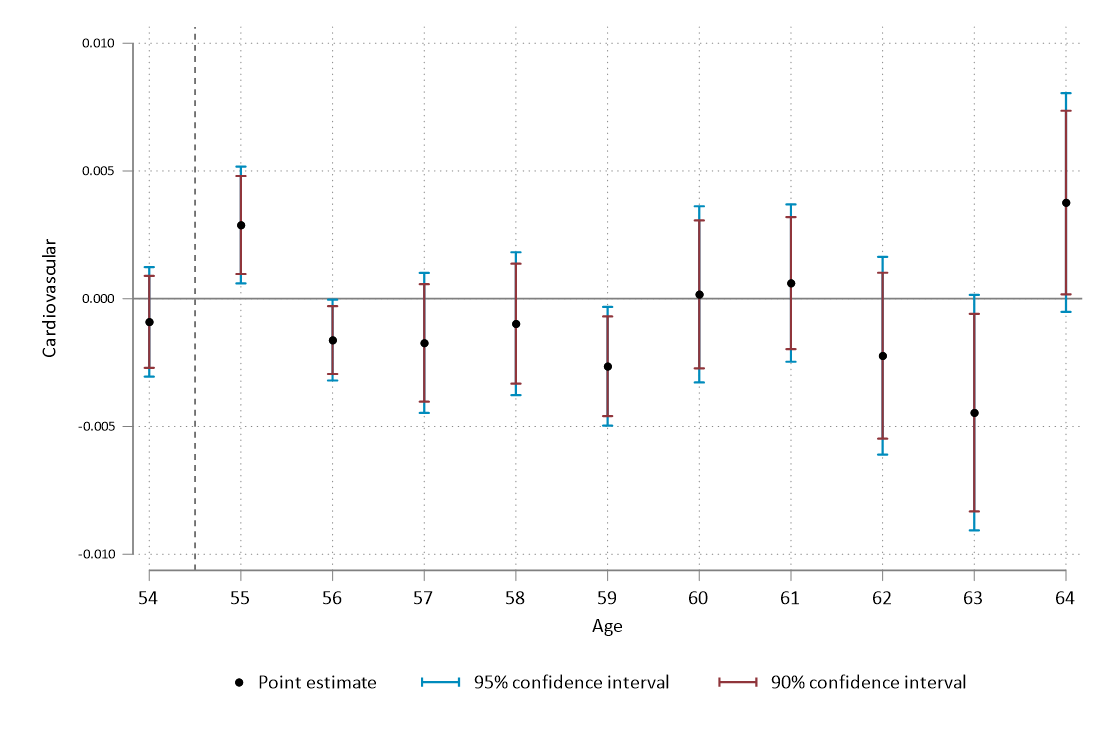 0.010
0.005
0.000
-0.005
-0.010
Cardiovascular
54 55 56 57 58 59 60 61 62 63 64
Age
Point estimate 95% confidence interval 90% confidence interval